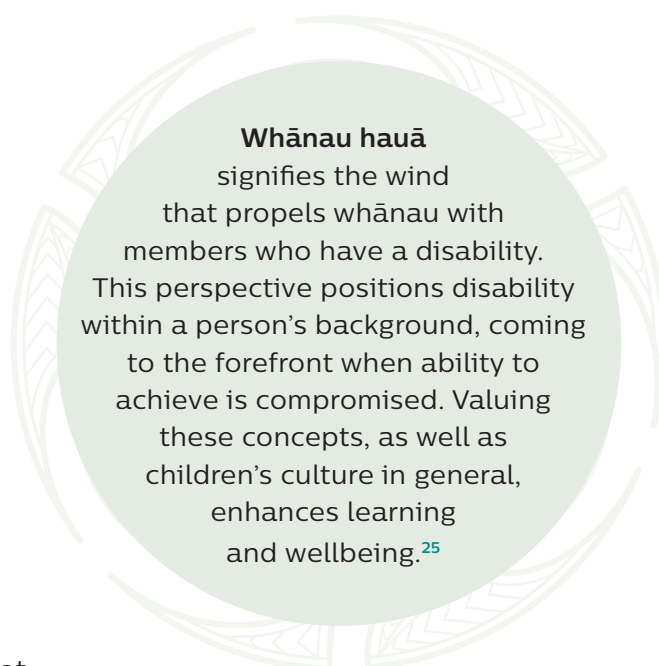 Whānau hauā
signifies the wind
that propels whānau with
members who have a disability.
This perspective positions disability
within a person’s background, coming
to the forefront when ability to
achieve is compromised. Valuing
these concepts, as well as
children’s culture in general,
enhances learning
and wellbeing.25